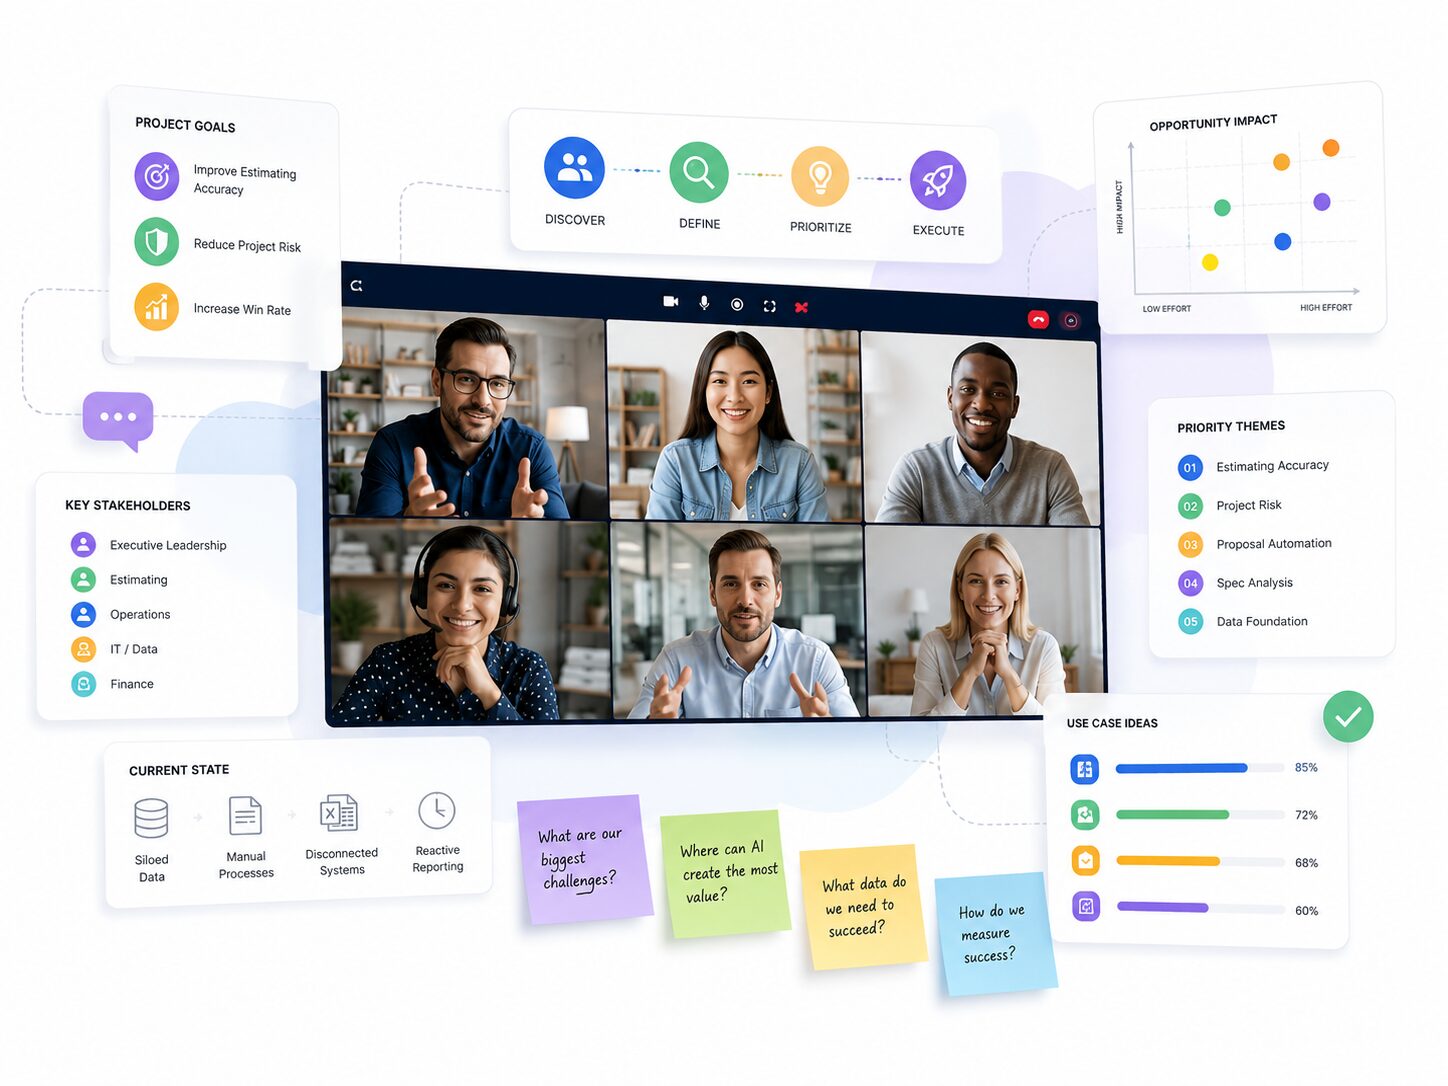 PROJECT GOALS
Improve Estimating
Accuracy
Reduce Project Risk
Increase Win Rate
DISCOVER
DEFINE
PRIORITIZE
EXECUTE
OPPORTUNITY IMPACT
HIGH IMPACT
LOW EFFORT
HIGH EFFORT
KEY STAKEHOLDERS
Executive Leadership
Estimating
Operations
IT / Data
Finance
PRIORITY THEMES
01 Estimating Accuracy
02 Project Risk
03 Proposal Automation
04 Spec Analysis
05 Data Foundation
CURRENT STATE
Siloed
Data
Manual
Processes
X
Disconnected
Systems
Reactive
Reporting
What are our
biggest
challenges?
Where can AI
create the most
value?
What data do
we need to
succeed?
How do we
measure
success?
USE CASE IDEAS
85%
72%
68%
60%